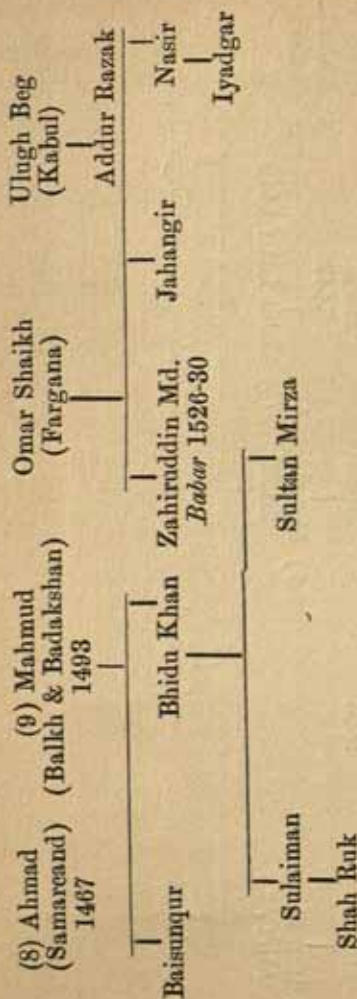 (8) Ahmad
(Samarcand)
1467
(9) Mahmud
(Balkh & Badakshan)
1493
Omar Shaikh
(Fargana)
Ulugh Beg
(Kabul)
Addur Razak
Baisunqur
Bhidu Khan
Zahiruddin Md.
Babar 1526-30
Jahangir
Nasir
Iyadgar
Sulaiman
Sultan Mirza
Shah Ruk